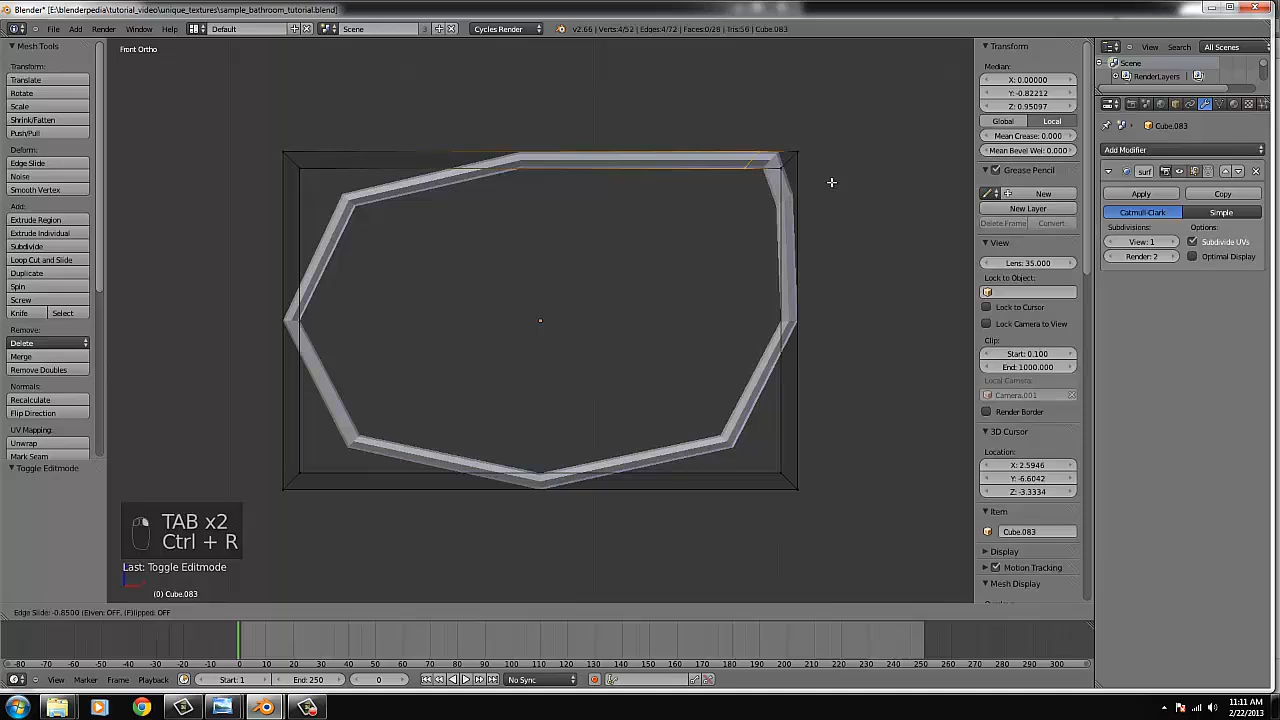 Blender* [E:\blenderpedia\tutorial_video\unique_textures\sample_bathroom_tutorial.blend]
File Add Render Window Help Default Scene 3 Cycles Render v2.66 | Verts:4/52 | Edges:4/72 | Faces:0/28 | Tris:56 | Cube.083
View Search All Scenes
Mesh Tools
Transform:
Translate
Rotate
Scale
Shrink/Fatten
Push/Pull
Deform:
Edge Slide
Noise
Smooth Vertex
Add:
Extrude Region
Extrude Individual
Subdivide
Loop Cut and Slide
Duplicate
Spin
Screw
Knife Select
Remove:
Delete
Merge
Remove Doubles
Normals:
Recalculate
Flip Direction
UV Mapping:
Unwrap
Mark Seam
Toggle Editmode
Front Ortho
TAB x2
Ctrl + R
Last: Toggle Editmode
(0) Cube.083
Edge Slide: -0.8500 (E)ven: OFF, (F)lipped: OFF
Transform
Median:
X: 0.00000
Y: -0.82212
Z: 0.95097
Global Local
Mean Crease: 0.000
Mean Bevel Wei: 0.000
Grease Pencil
New
New Layer
Delete Frame Convert
View
Lens: 35.000
Lock to Object:
Lock to Cursor
Lock Camera to View
Clip:
Start: 0.100
End: 1000.000
Local Camera:
Camera.001
Render Border
3D Cursor
Location:
X: 2.5946
Y: -6.6042
Z: -3.3334
Item
Cube.083
Display
Motion Tracking
Mesh Display
Scene
RenderLayers
Cube.083
Add Modifier
surf
Apply Copy
Catmull-Clark Simple
Subdivisions: Options:
View: 1 Subdivide UVs
Render: 2 Optimal Display
-80 -70 -60 -50 -40 -30 -20 -10 0 10 20 30 40 50 60 70 80 90 100 110 120 130 140 150 160 170 180 190 200 210 220 230 240 250 260 270 280 290 300
View Marker Frame Playback Start: 1 End: 250 0 No Sync
11:11 AM
2/22/2013